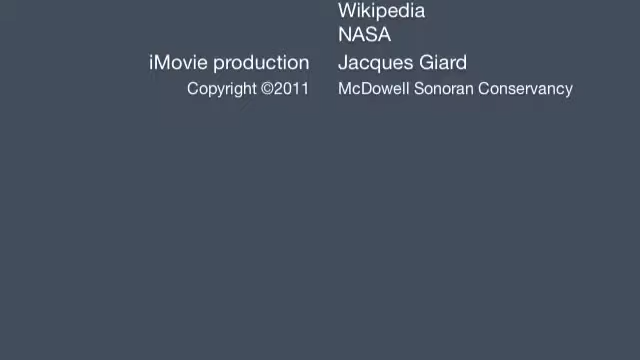 Wikipedia
NASA
iMovie production Jacques Giard
Copyright ©2011 McDowell Sonoran Conservancy